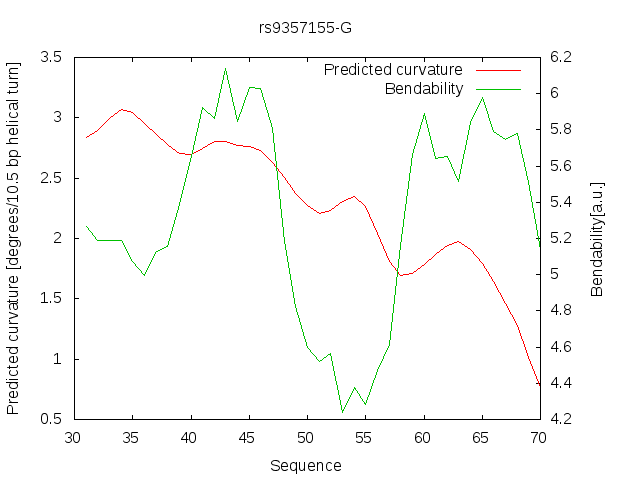 rs9357155-G
Predicted curvature [degrees/10.5 bp helical turn]
3.5
3
2.5
2
1.5
1
0.5
Predicted curvature
Bendability
6.2
6
5.8
5.6
5.4
5.2
5
4.8
4.6
4.4
4.2
Bendability[a.u.]
30 35 40 45 50 55 60 65 70
Sequence